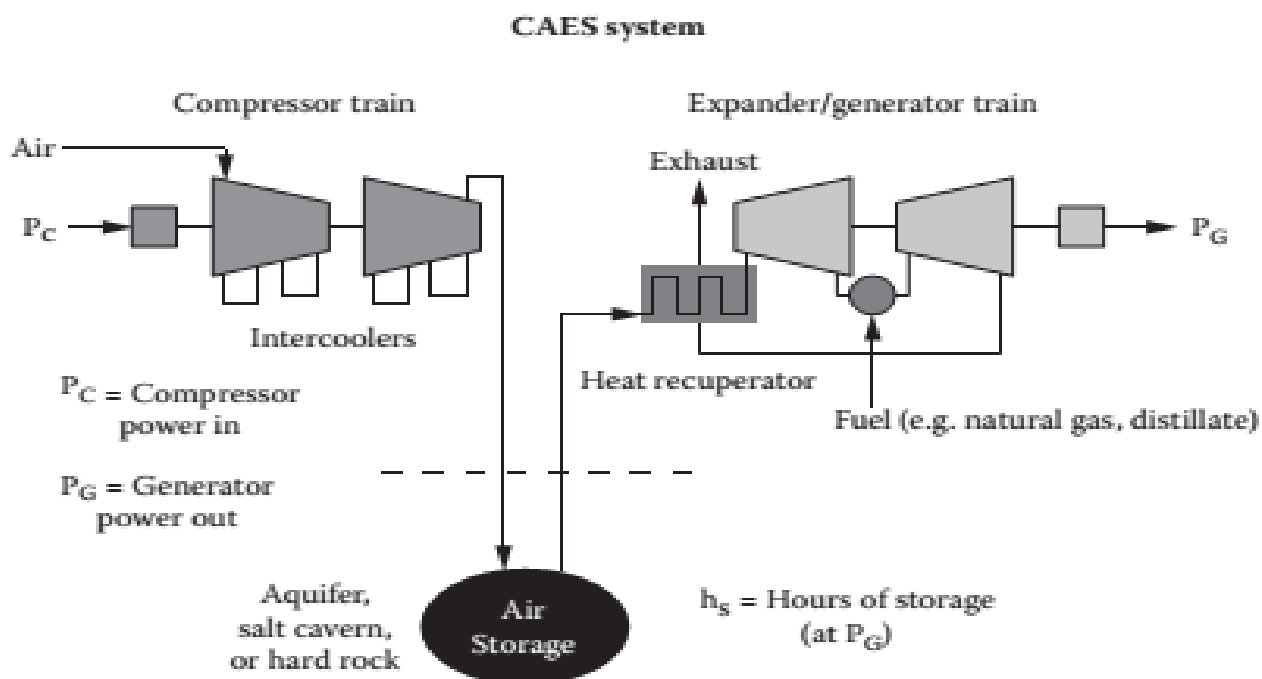 CAES system
Compressor train
Expander/generator train
Air
Exhaust
P_C
P_G
Intercoolers
Heat recuperator
Fuel (e.g. natural gas, distillate)
P_C = Compressor
power in
P_G = Generator
power out
Aquifer,
salt cavern,
or hard rock
Air
Storage
h_s = Hours of storage
(at P_G)